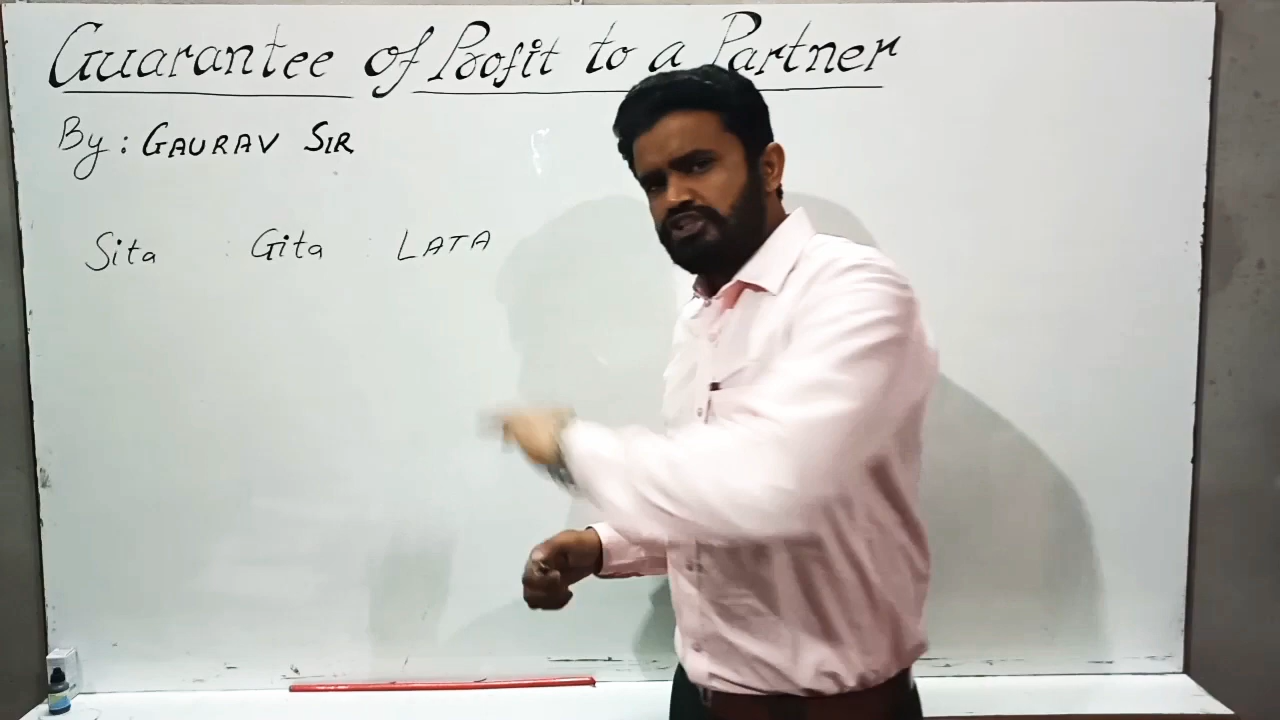 Guarantee of Profit to a Partner
By : GAURAV SIR
Sita : Gita : LATA